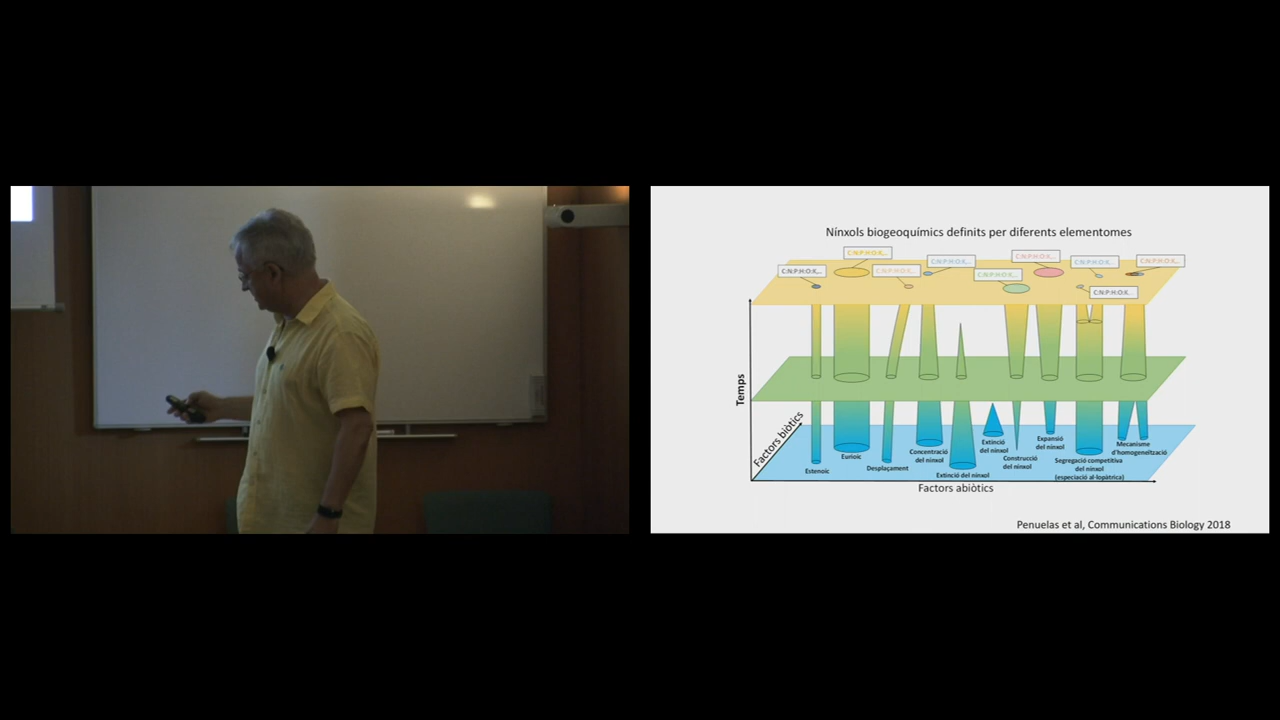 Nínxols biogeoquímics definits per diferents elementomes
C:N:P:H:O:K,..
C:N:P:H:O:K,..
C:N:P:H:O:K,..
C:N:P:H:O:K,..
C:N:P:H:O:K,..
C:N:P:H:O:K,..
C:N:P:H:O:K,..
C:N:P:H:O:K,..
C:N:P:H:O:K,..
Temps
Factors biòtics
Estenoic
Eurioic
Desplaçament
Concentració
del nínxol
Extinció del nínxol
Extinció
del nínxol
Construcció
del nínxol
Expansió
del nínxol
Segregació competitiva
del nínxol
(especiació al·lopàtrica)
Mecanisme
d'homogeneïtzació
Factors abiòtics
Penuelas et al, Communications Biology 2018